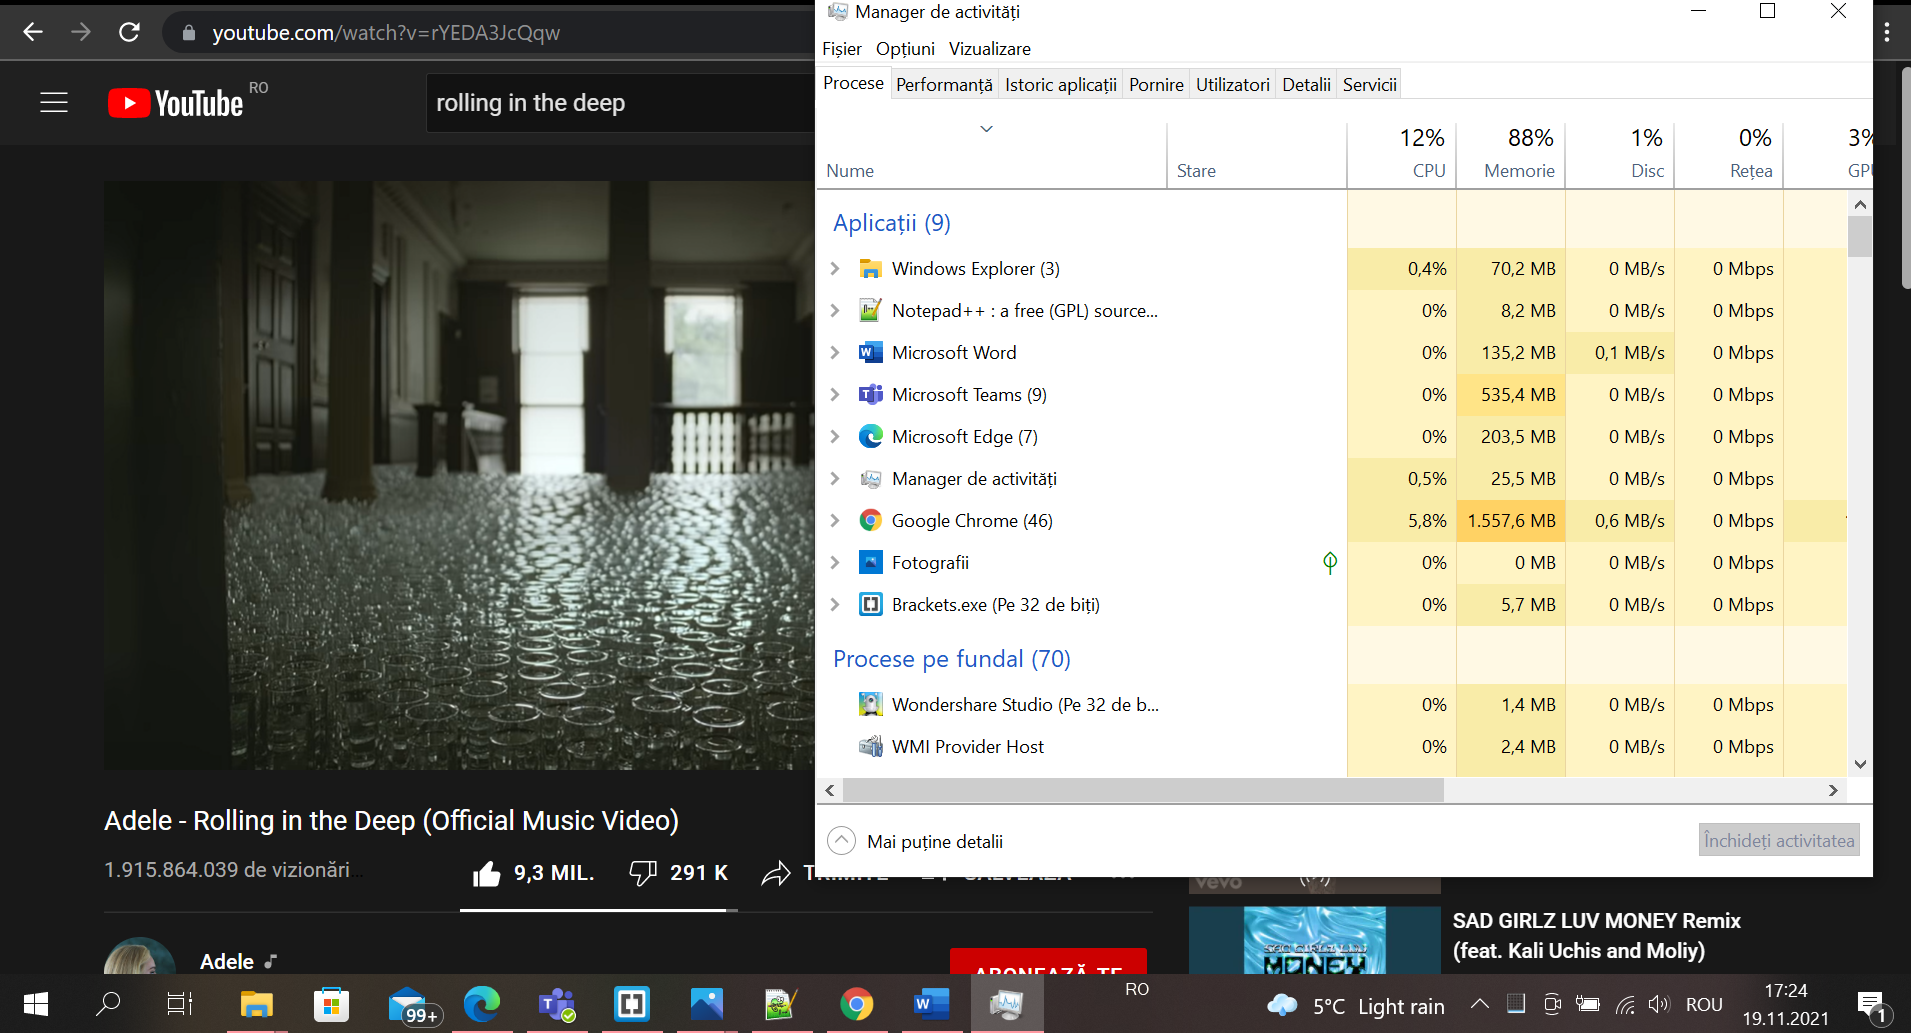 youtube.com/watch?v=rYEDA3JcQqw
YouTube RO
rolling in the deep
Adele - Rolling in the Deep (Official Music Video)
1.915.864.039 de vizionări...
9,3 MIL.
291 K
TRIMITE
SALVEAZĂ
Adele
ABONEAZĂ-TE
vevo
SAD GIRLZ LUV MONEY Remix
(feat. Kali Uchis and Moliy)
SAD GIRLZ LUV
MONEY
Manager de activități
Fișier Opțiuni Vizualizare
Procese Performanță Istoric aplicații Pornire Utilizatori Detalii Servicii
12% 88% 1% 0% 3%
Nume Stare CPU Memorie Disc Rețea GPU
Aplicații (9)
Windows Explorer (3) 0,4% 70,2 MB 0 MB/s 0 Mbps
Notepad++ : a free (GPL) source... 0% 8,2 MB 0 MB/s 0 Mbps
Microsoft Word 0% 135,2 MB 0,1 MB/s 0 Mbps
Microsoft Teams (9) 0% 535,4 MB 0 MB/s 0 Mbps
Microsoft Edge (7) 0% 203,5 MB 0 MB/s 0 Mbps
Manager de activități 0,5% 25,5 MB 0 MB/s 0 Mbps
Google Chrome (46) 5,8% 1.557,6 MB 0,6 MB/s 0 Mbps
Fotografii 0% 0 MB 0 MB/s 0 Mbps
Brackets.exe (Pe 32 de biți) 0% 5,7 MB 0 MB/s 0 Mbps
Procese pe fundal (70)
Wondershare Studio (Pe 32 de b... 0% 1,4 MB 0 MB/s 0 Mbps
WMI Provider Host 0% 2,4 MB 0 MB/s 0 Mbps
Mai puține detalii
Închideți activitatea
99+
RO
5°C Light rain
ROU
17:24
19.11.2021
1